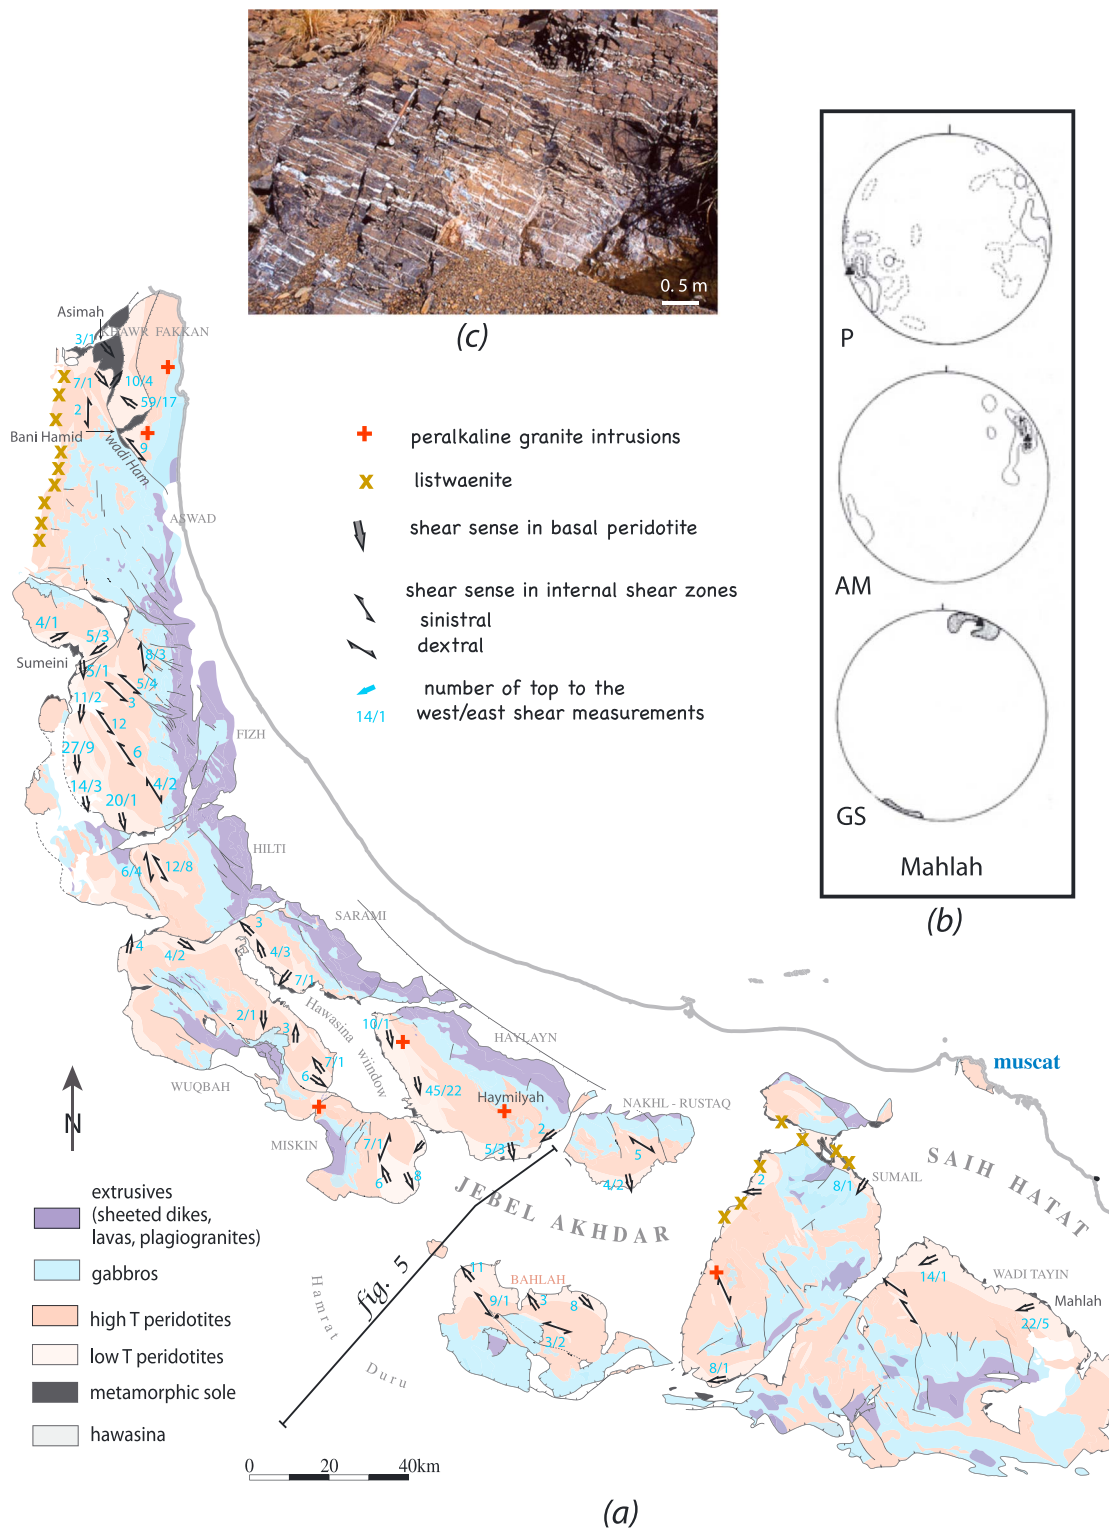 0. 5 m
(c)
P
AM
GS
Mahlah
(b)
Asimah
KHAWR FAKKAN
3/1
7/1
10/4
59/17
2
Bani Hamid
9
wadi Ham
ASWAD
peralkaline granite intrusions
listwaenite
shear sense in basal peridotite
shear sense in internal shear zones
sinistral
dextral
number of top to the
14/1
west/east shear measurements
4/1
5/3
8/3
Sumeini
5/1
5/4
11/2
3
12
FIZH
27/9
6
14/3
4/2
20/1
HILTI
6/4
12/8
SARAMI
3
4
4/2
4/3
7/1
Hawasina wiindow
2/1
3
10/1
HAYLAYN
7/1
6
45/22
Haymilyah
WUQBAH
NAKHL - RUSTAQ
MISKIN
7/1
8
6
5/3
2
5
4/2
muscat
N
JEBEL AKHDAR
SAIH HATAT
2
8/1
SUMAIL
fig. 5
Hamrat
Duru
11
BAHLAH
9/1
3
8
3/2
14/1
WADI TAYIN
Mahlah
22/5
8/1
extrusives
(sheeted dikes,
lavas, plagiogranites)
gabbros
high T peridotites
low T peridotites
metamorphic sole
hawasina
0
20
40km
(a)